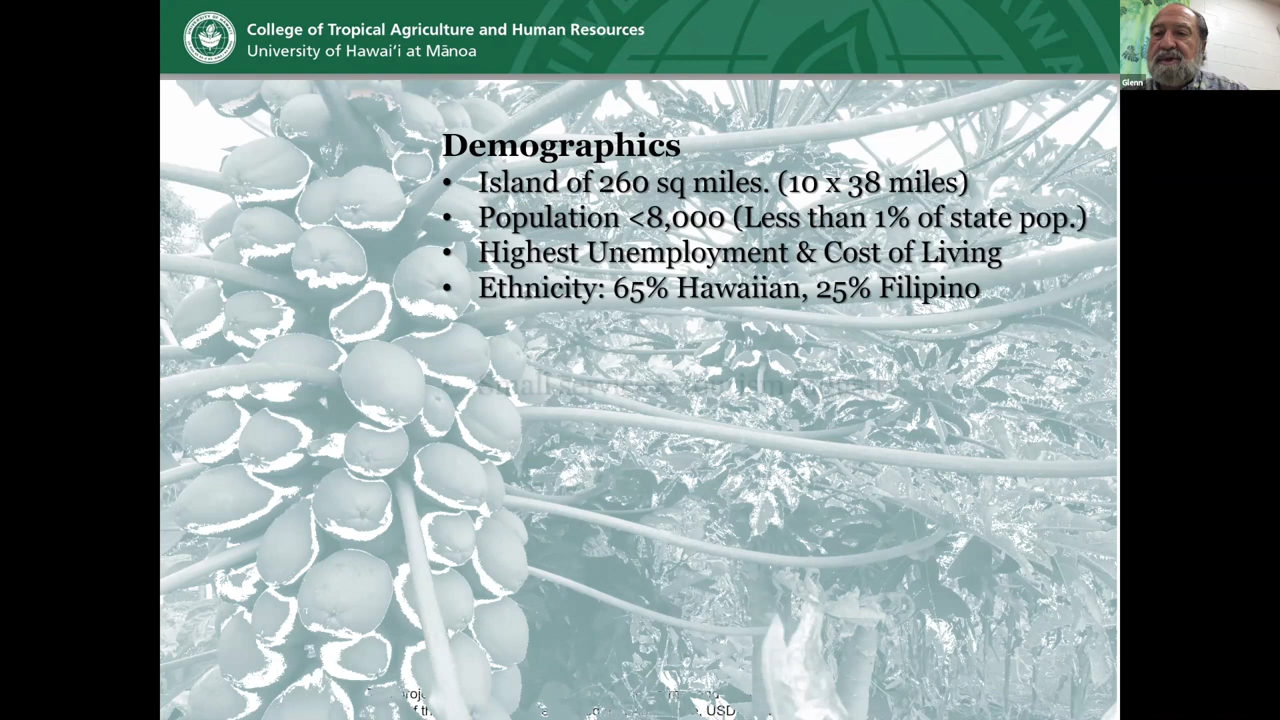 College of Tropical Agriculture and Human Resources
University of Hawai‘i at Mānoa
Glenn
Demographics
• Island of 260 sq miles. (10 x 38 miles)
• Population <8,000 (Less than 1% of state pop.)
• Highest Unemployment & Cost of Living
• Ethnicity: 65% Hawaiian, 25% Filipino
Small
USD